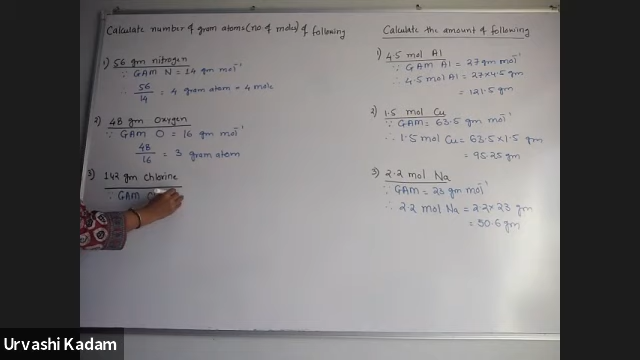 Calculate number of gram atoms (no. of moles) of following
1) 56 gm nitrogen
∵ GAM N = 14 gm mol⁻¹
∴ 56/14 = 4 gram atom = 4 mole
2) 48 gm Oxygen
∵ GAM O = 16 gm mol⁻¹
48/16 = 3 gram atom
3) 142 gm Chlorine
∵ GAM
Calculate the amount of following
1) 4.5 mol Al
∵ GAM Al = 27 gm mol⁻¹
∴ 4.5 mol Al = 27×4.5 gm
= 121.5 gm
2) 1.5 mol Cu
∵ GAM = 63.5 gm mol⁻¹
∴ 1.5 mol Cu = 63.5×1.5 gm
= 95.25 gm
3) 2.2 mol Na
∵ GAM = 23 gm mol⁻¹
∴ 2.2 mol Na = 2.2×23 gm
= 50.6 gm
Urvashi Kadam